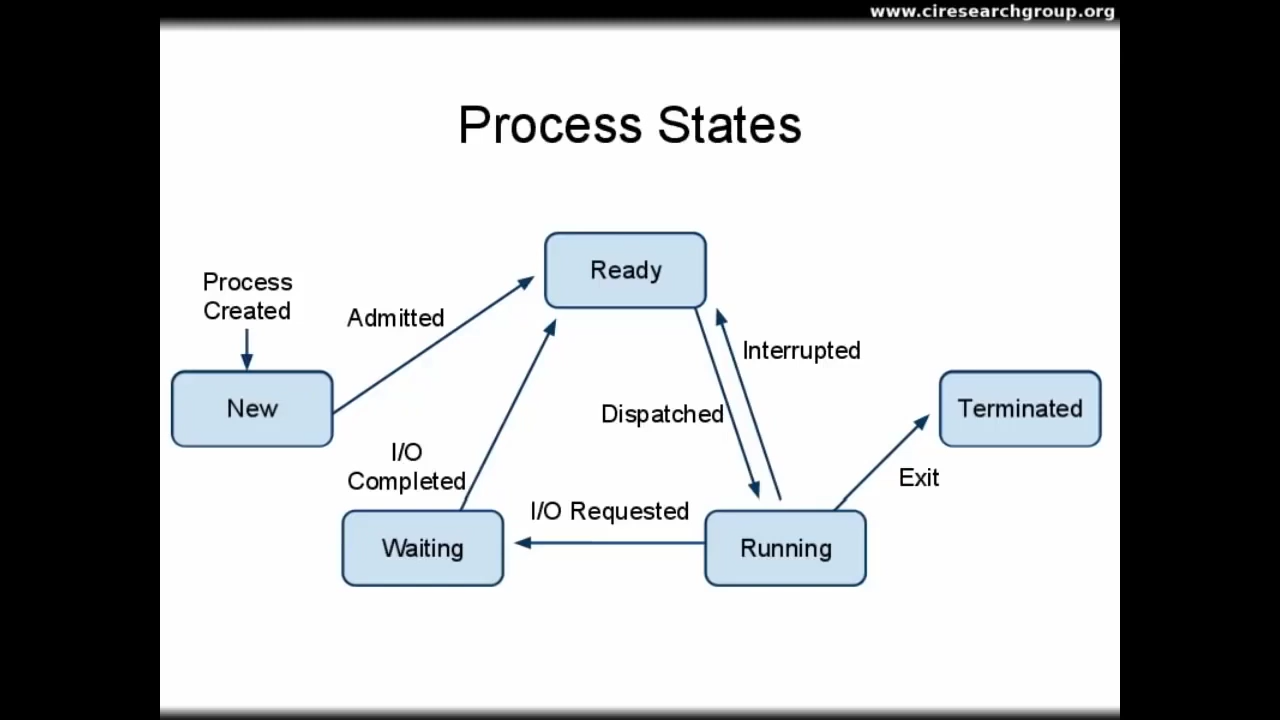 www.ciresearchgroup.org
Process States
Ready
Process
Created
Admitted
Interrupted
New
Dispatched
Terminated
I/O
Completed
Exit
I/O Requested
Waiting
Running